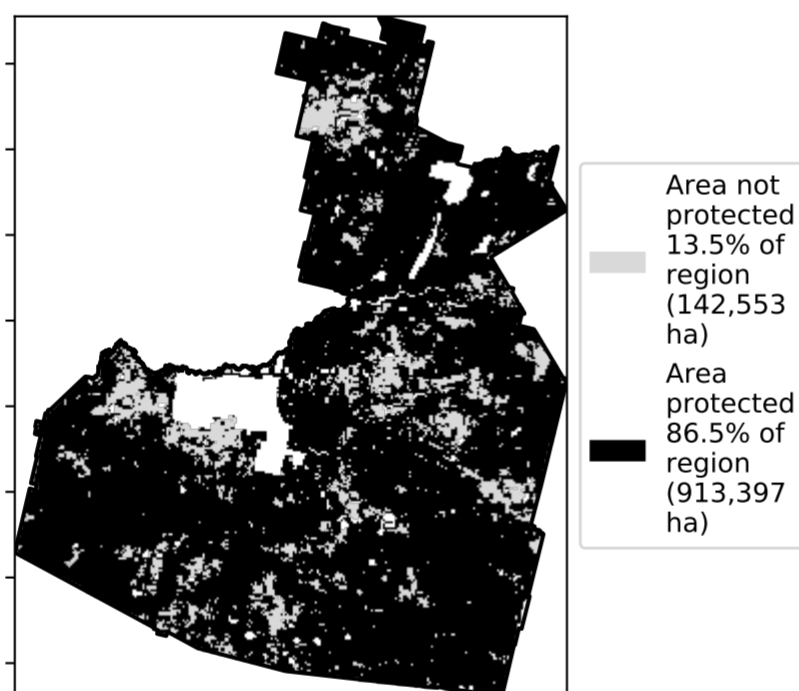 Area not
protected
13.5% of
region
(142,553
ha)
Area
protected
86.5% of
region
(913,397
ha)